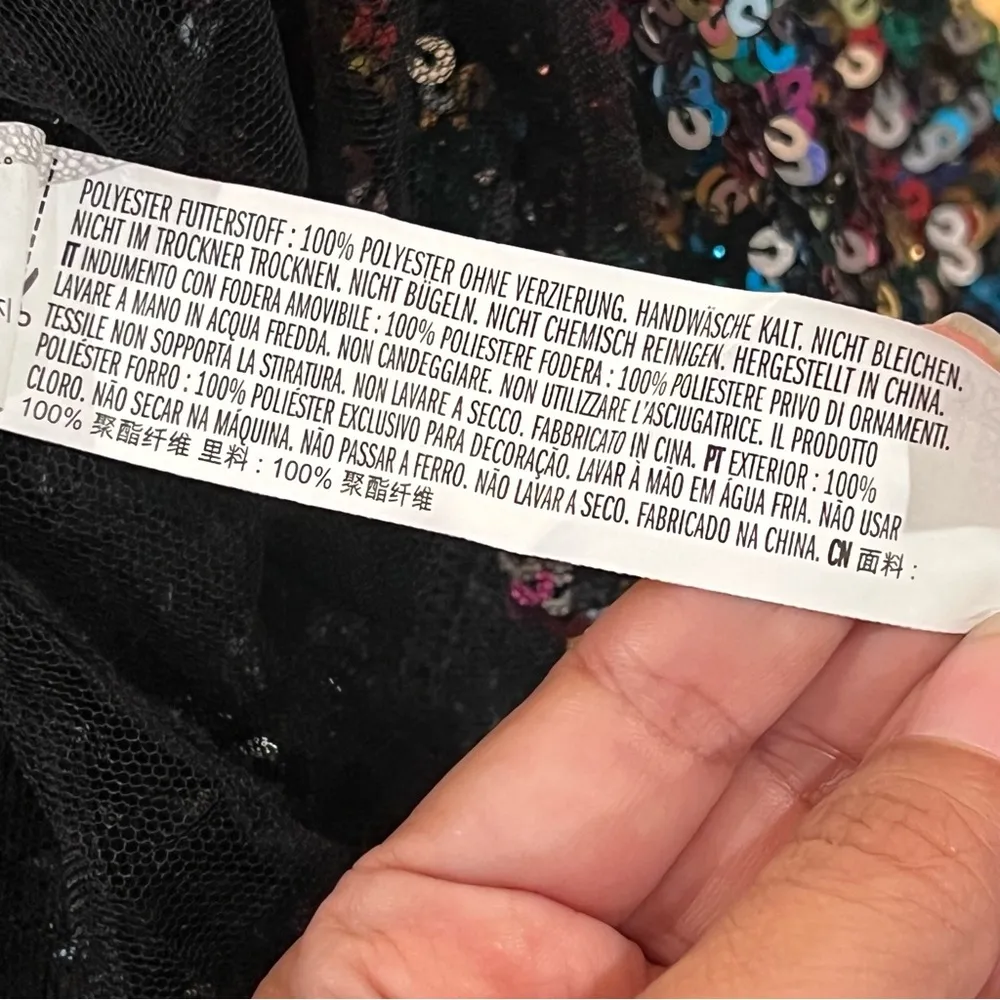 POLYESTER FUTTERSTOFF : 100% POLYESTER OHNE VERZIERUNG. HANDWÄSCHE KALT. NICHT BLEICHEN.
NICHT IM TROCKNER TROCKNEN. NICHT BÜGELN. NICHT CHEMISCH REINIGEN. HERGESTELLT IN CHINA.
IT INDUMENTO CON FODERA AMOVIBILE : 100% POLIESTERE FODERA : 100% POLIESTERE PRIVO DI ORNAMENTI.
LAVARE A MANO IN ACQUA FREDDA. NON CANDEGGIARE. NON UTILIZZARE L'ASCIUGATRICE. IL PRODOTTO
TESSILE NON SOPPORTA LA STIRATURA. NON LAVARE A SECCO. FABBRICATO IN CINA. PT EXTERIOR : 100%
POLIÉSTER FORRO : 100% POLIÉSTER EXCLUSIVO PARA DECORAÇÃO. LAVAR À MÃO EM ÁGUA FRIA. NÃO USAR
CLORO. NÃO SECAR NA MÁQUINA. NÃO PASSAR A FERRO. NÃO LAVAR A SECO. FABRICADO NA CHINA. CN 面料 :
100% 聚酯纤维 里料 : 100% 聚酯纤维